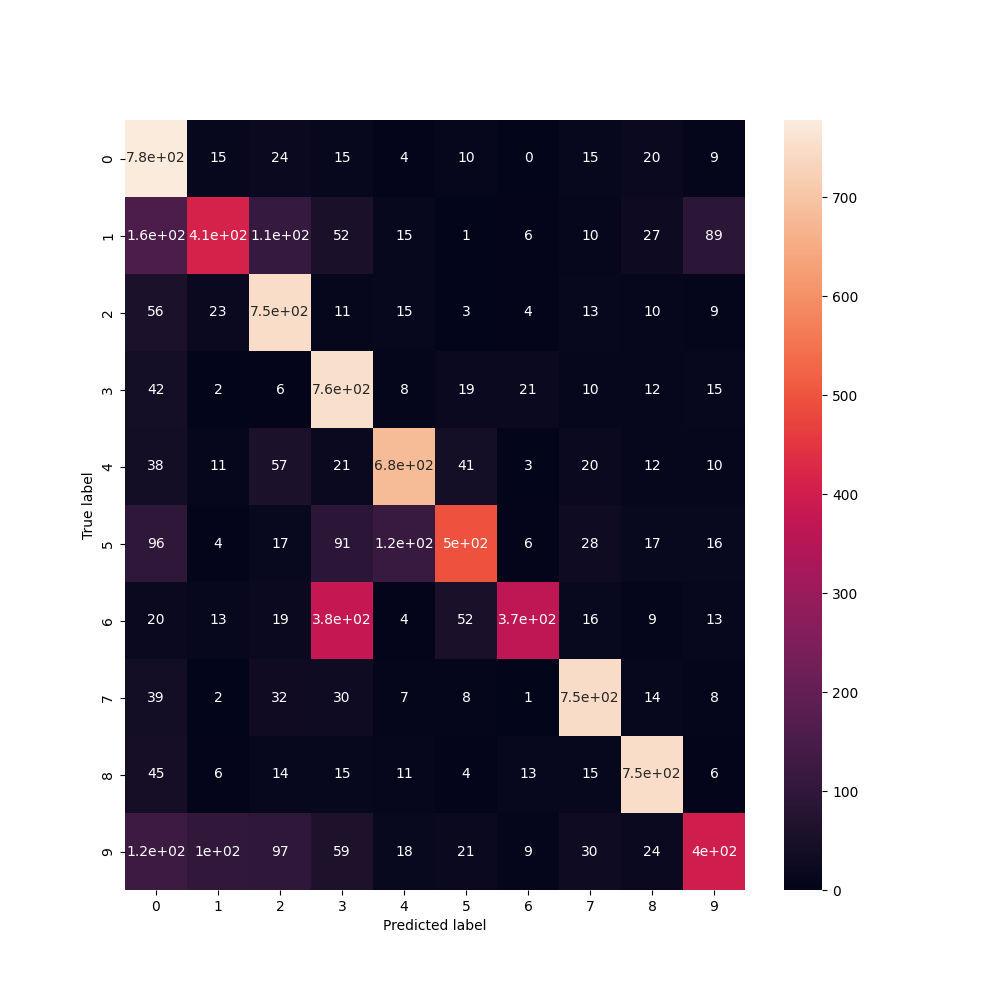 0 7.8e+02 15 24 15 4 10 0 15 20 9
1 1.6e+02 4.1e+02 1.1e+02 52 15 1 6 10 27 89
2 56 23 7.5e+02 11 15 3 4 13 10 9
3 42 2 6 7.6e+02 8 19 21 10 12 15
4 38 11 57 21 6.8e+02 41 3 20 12 10
5 96 4 17 91 1.2e+02 5e+02 6 28 17 16
6 20 13 19 3.8e+02 4 52 3.7e+02 16 9 13
7 39 2 32 30 7 8 1 7.5e+02 14 8
8 45 6 14 15 11 4 13 15 7.5e+02 6
9 1.2e+02 1e+02 97 59 18 21 9 30 24 4e+02
0 1 2 3 4 5 6 7 8 9
Predicted label
True label
700
600
500
400
300
200
100
0